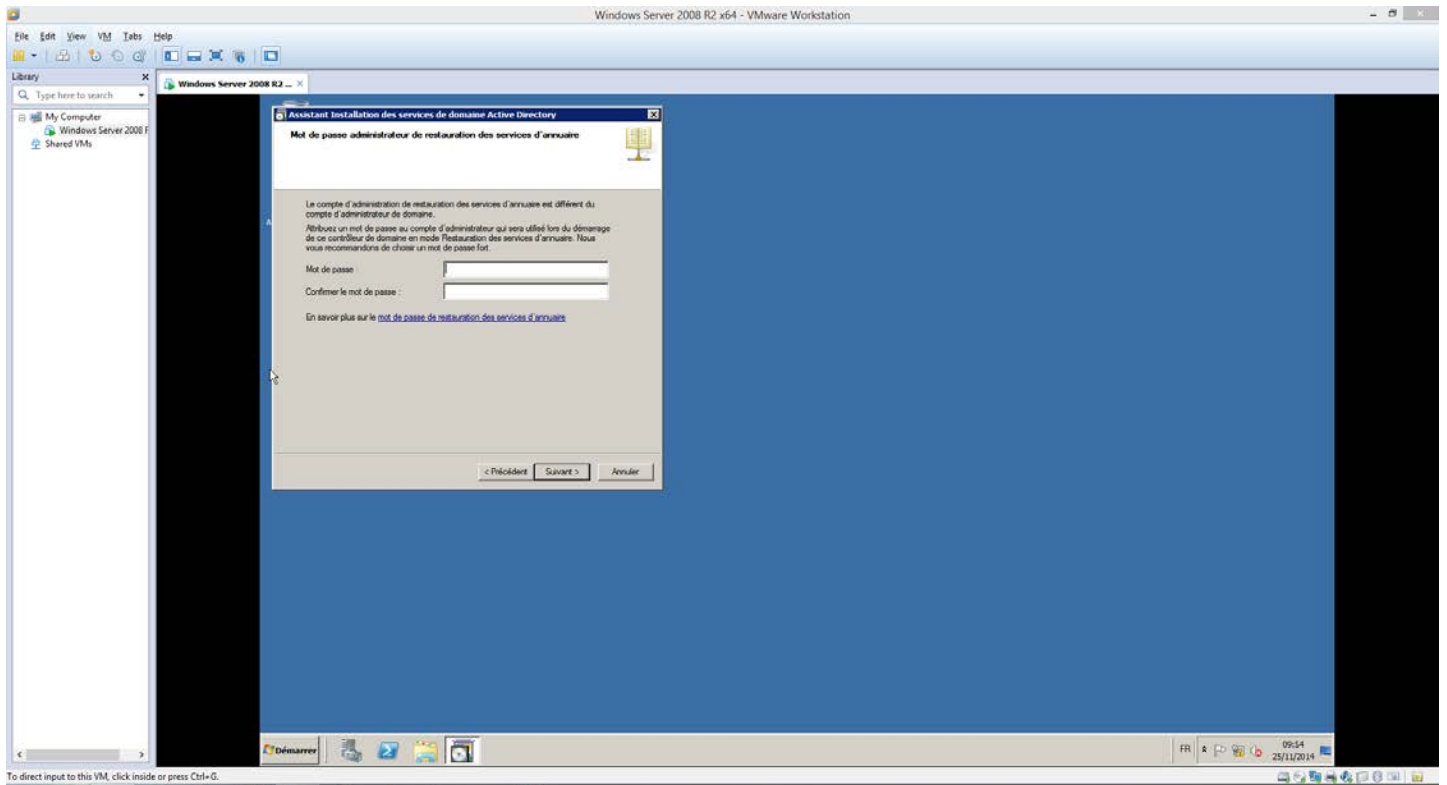 Windows Server 2008 R2 x64 - VMware Workstation
File Edit View VM Tabs Help
Library
Windows Server 2008 R2 ...
Type here to search
My Computer
Windows Server 2008 R
Shared VMs
Assistant Installation des services de domaine Active Directory
Mot de passe administrateur de restauration des services d'annuaire
Le compte d'administration de restauration des services d'annuaire est différent du
compte d'administrateur de domaine.
Attribuez un mot de passe au compte d'administrateur qui sera utilisé lors du démarrage
de ce contrôleur de domaine en mode Restauration des services d'annuaire. Nous
vous recommandons de choisir un mot de passe fort.
Mot de passe :
Confirmer le mot de passe :
En savoir plus sur le mot de passe de restauration des services d'annuaire
< Précédent Suivant > Annuler
Démarrer
FR
09:54
25/11/2014
To direct input to this VM, click inside or press Ctrl+G.